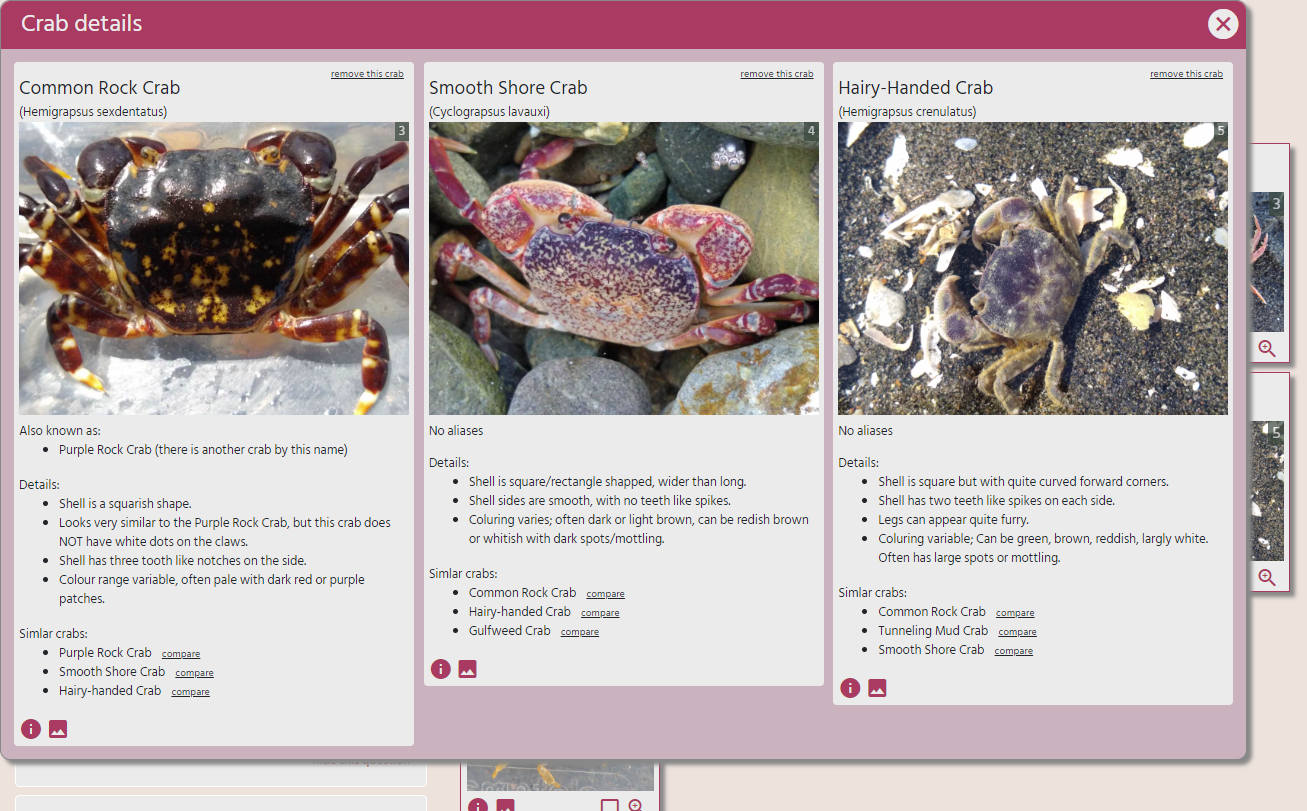 Crab details
remove this crab
Common Rock Crab
(Hemigrapsus sexdentatus)
3
Also known as:
Purple Rock Crab (there is another crab by this name)
Details:
Shell is a squarish shape.
Looks very similar to the Purple Rock Crab, but this crab does
NOT have white dots on the claws.
Shell has three tooth like notches on the side.
Colour range variable, often pale with dark red or purple
patches.
Simlar crabs:
Purple Rock Crab compare
Smooth Shore Crab compare
Hairy-handed Crab compare
remove this crab
Smooth Shore Crab
(Cyclograpsus lavauxi)
4
No aliases
Details:
Shell is square/rectangle shapped, wider than long.
Shell sides are smooth, with no teeth like spikes.
Coluring varies; often dark or light brown, can be redish brown
or whitish with dark spots/mottling.
Simlar crabs:
Common Rock Crab compare
Hairy-handed Crab compare
Gulfweed Crab compare
remove this crab
Hairy-Handed Crab
(Hemigrapsus crenulatus)
5
No aliases
Details:
Shell is square but with quite curved forward corners.
Shell has two teeth like spikes on each side.
Legs can appear quite furry.
Coluring variable; Can be green, brown, reddish, largly white.
Often has large spots or mottling.
Simlar crabs:
Common Rock Crab compare
Tunneling Mud Crab compare
Smooth Shore Crab compare
3
5